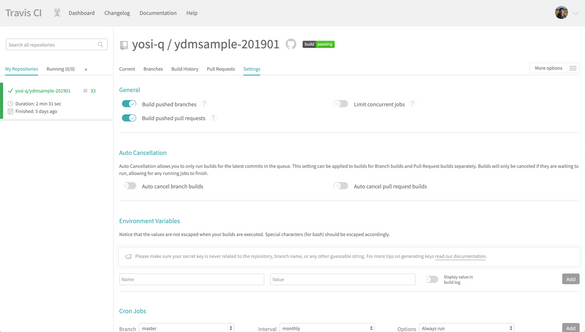 Travis CI
Dashboard Changelog Documentation Help
Search all repositories
yosi-q / ydmsample-201901
build passing
My Repositories Running (0/0) +
Current Branches Build History Pull Requests Settings
More options
yosi-q/ydmsample-201901 # 33
Duration: 2 min 31 sec
Finished: 5 days ago
General
Build pushed branches ?
Limit concurrent jobs ?
Build pushed pull requests ?
Auto Cancellation
Auto Cancellation allows you to only run builds for the latest commits in the queue. This setting can be applied to builds for Branch builds and Pull Request builds separately. Builds will only be canceled if they are waiting to
run, allowing for any running jobs to finish.
Auto cancel branch builds
Auto cancel pull request builds
Environment Variables
Notice that the values are not escaped when your builds are executed. Special characters (for bash) should be escaped accordingly.
Please make sure your secret key is never related to the repository, branch name, or any other guessable string. For more tips on generating keys read our documentation.
Name
Value
Display value in
build log
Add
Cron Jobs
Branch master
Interval monthly
Options Always run
Add